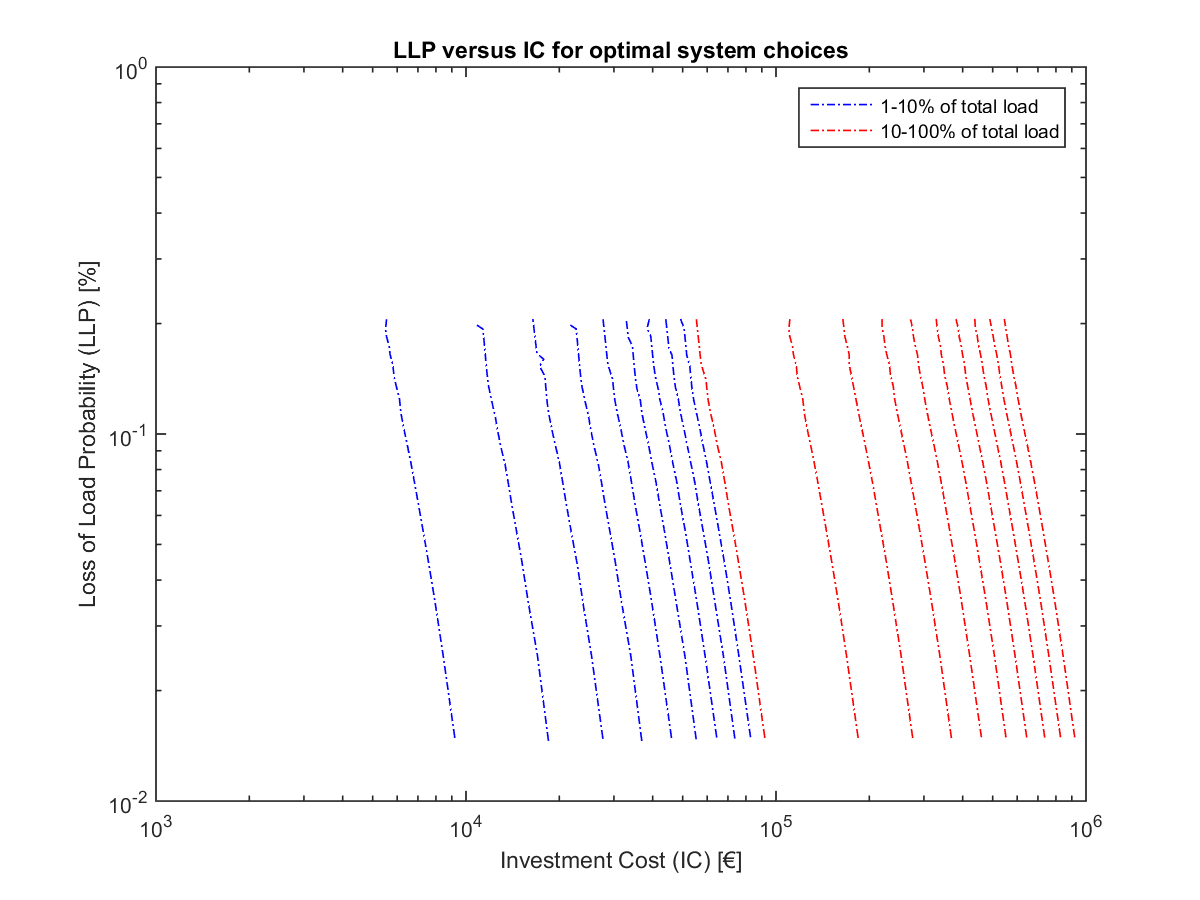 LLP versus IC for optimal system choices
10^0
1-10% of total load
10-100% of total load
Loss of Load Probability (LLP) [%]
10^-1
10^-2
10^3 10^4 10^5 10^6
Investment Cost (IC) [€]